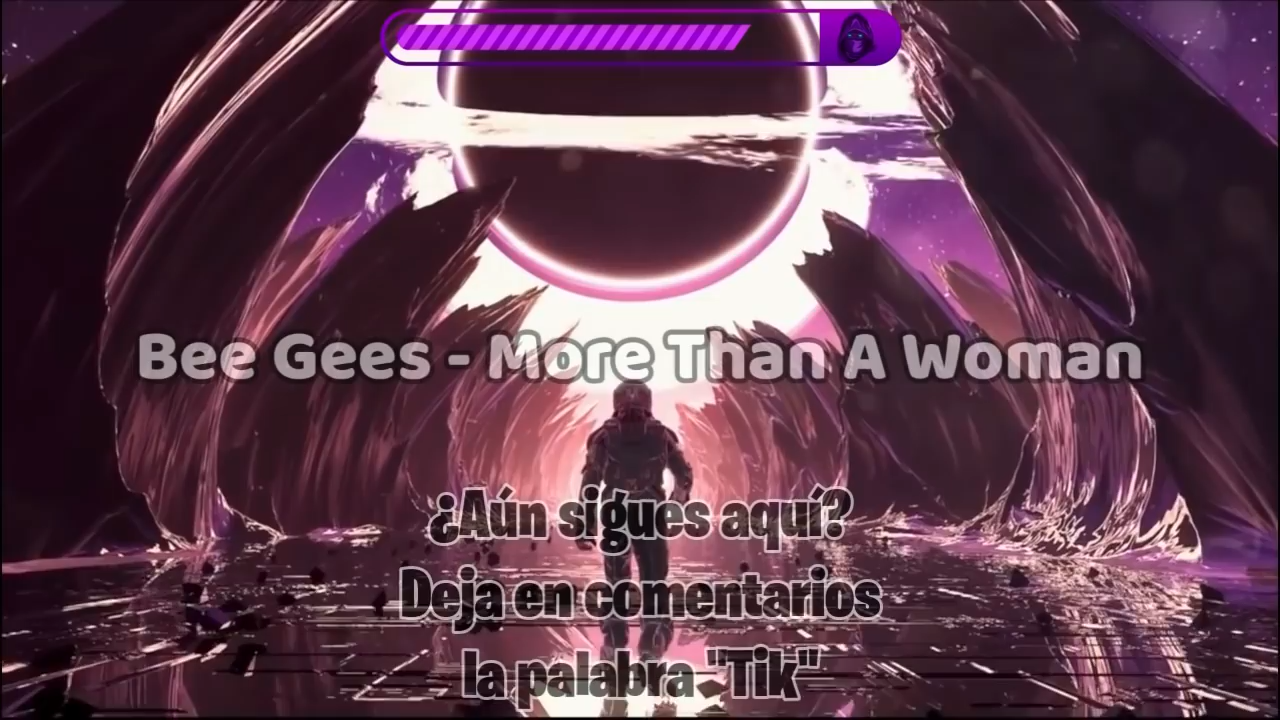 Bee Gees - More Than A Woman
¿Aún sigues aquí?
Deja en comentarios
la palabra "Tik"